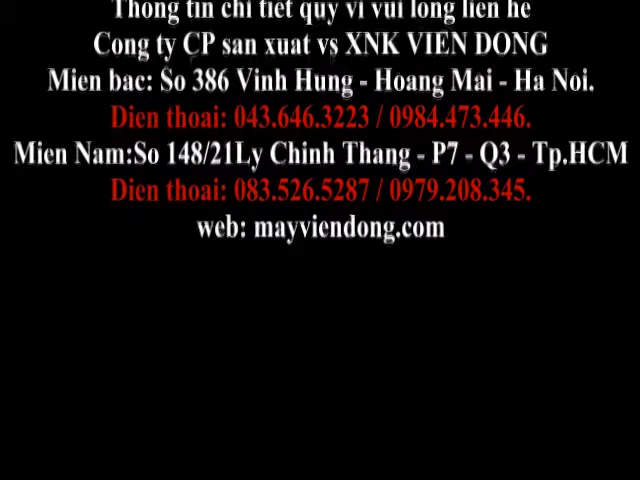 Thong tin chi tiet quy vi vui long lien he
Cong ty CP san xuat vs XNK VIEN DONG
Mien bac: So 386 Vinh Hung - Hoang Mai - Ha Noi.
Dien thoai: 043.646.3223 / 0984.473.446.
Mien Nam:So 148/21Ly Chinh Thang - P7 - Q3 - Tp.HCM
Dien thoai: 083.526.5287 / 0979.208.345.
web: mayviendong.com